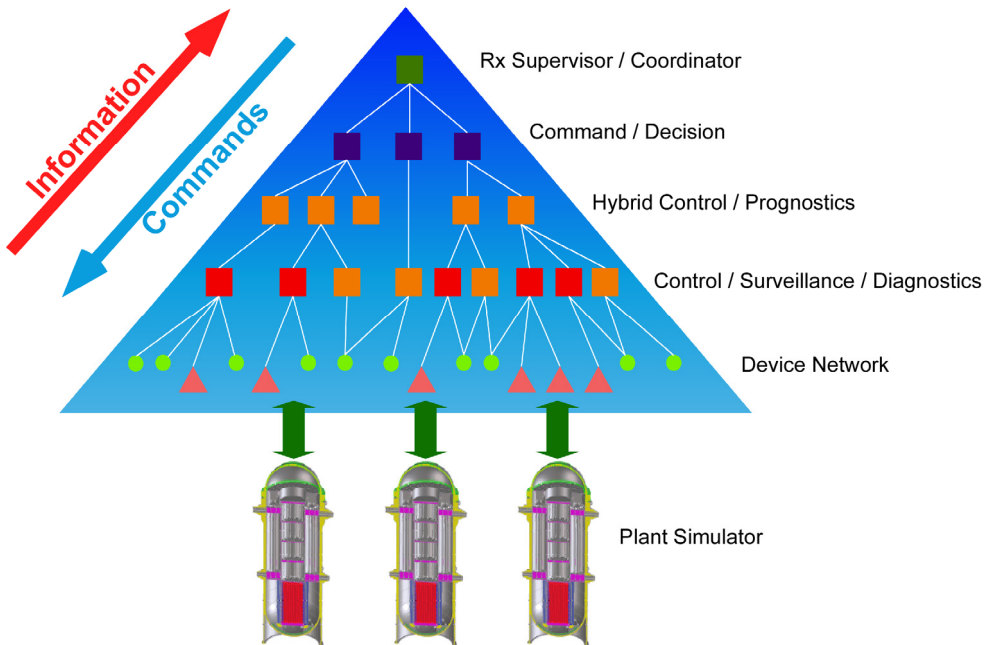 Information
Commands
Rx Supervisor / Coordinator
Command / Decision
Hybrid Control / Prognostics
Control / Surveillance / Diagnostics
Device Network
Plant Simulator